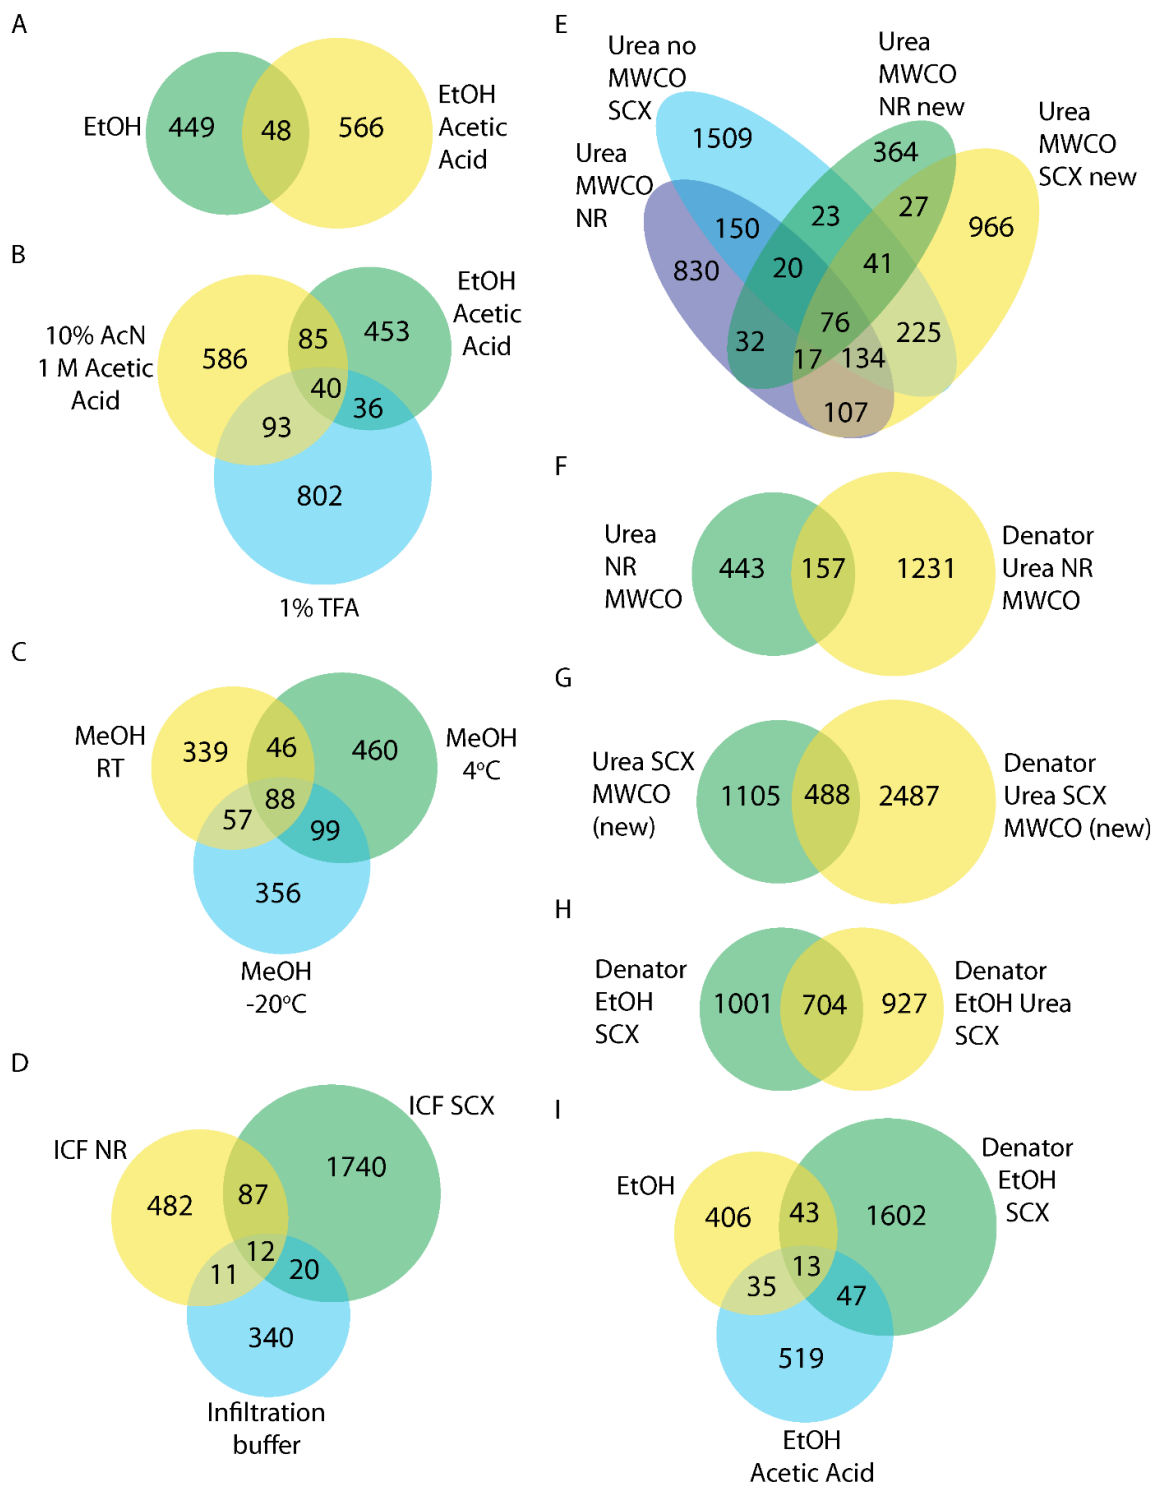 A
EtOH
449
48
566
EtOH
Acetic
Acid
B
10% AcN
1 M Acetic
Acid
586
85
453
EtOH
Acetic
Acid
40
36
93
802
1% TFA
C
MeOH
RT
339
46
460
MeOH
4°C
88
57
99
356
MeOH
-20°C
D
ICF NR
ICF SCX
482
87
1740
12
11
20
340
Infiltration
buffer
E
Urea no
MWCO
SCX
Urea
MWCO
NR new
Urea
MWCO
SCX new
Urea
MWCO
NR
1509
364
27
23
150
966
830
20
41
76
225
32
17
134
107
F
Urea
NR
MWCO
443
157
1231
Denator
Urea NR
MWCO
G
Urea SCX
MWCO
(new)
1105
488
2487
Denator
Urea SCX
MWCO (new)
H
Denator
EtOH
SCX
1001
704
927
Denator
EtOH Urea
SCX
I
EtOH
Denator
EtOH
SCX
406
43
1602
13
35
47
519
EtOH
Acetic Acid